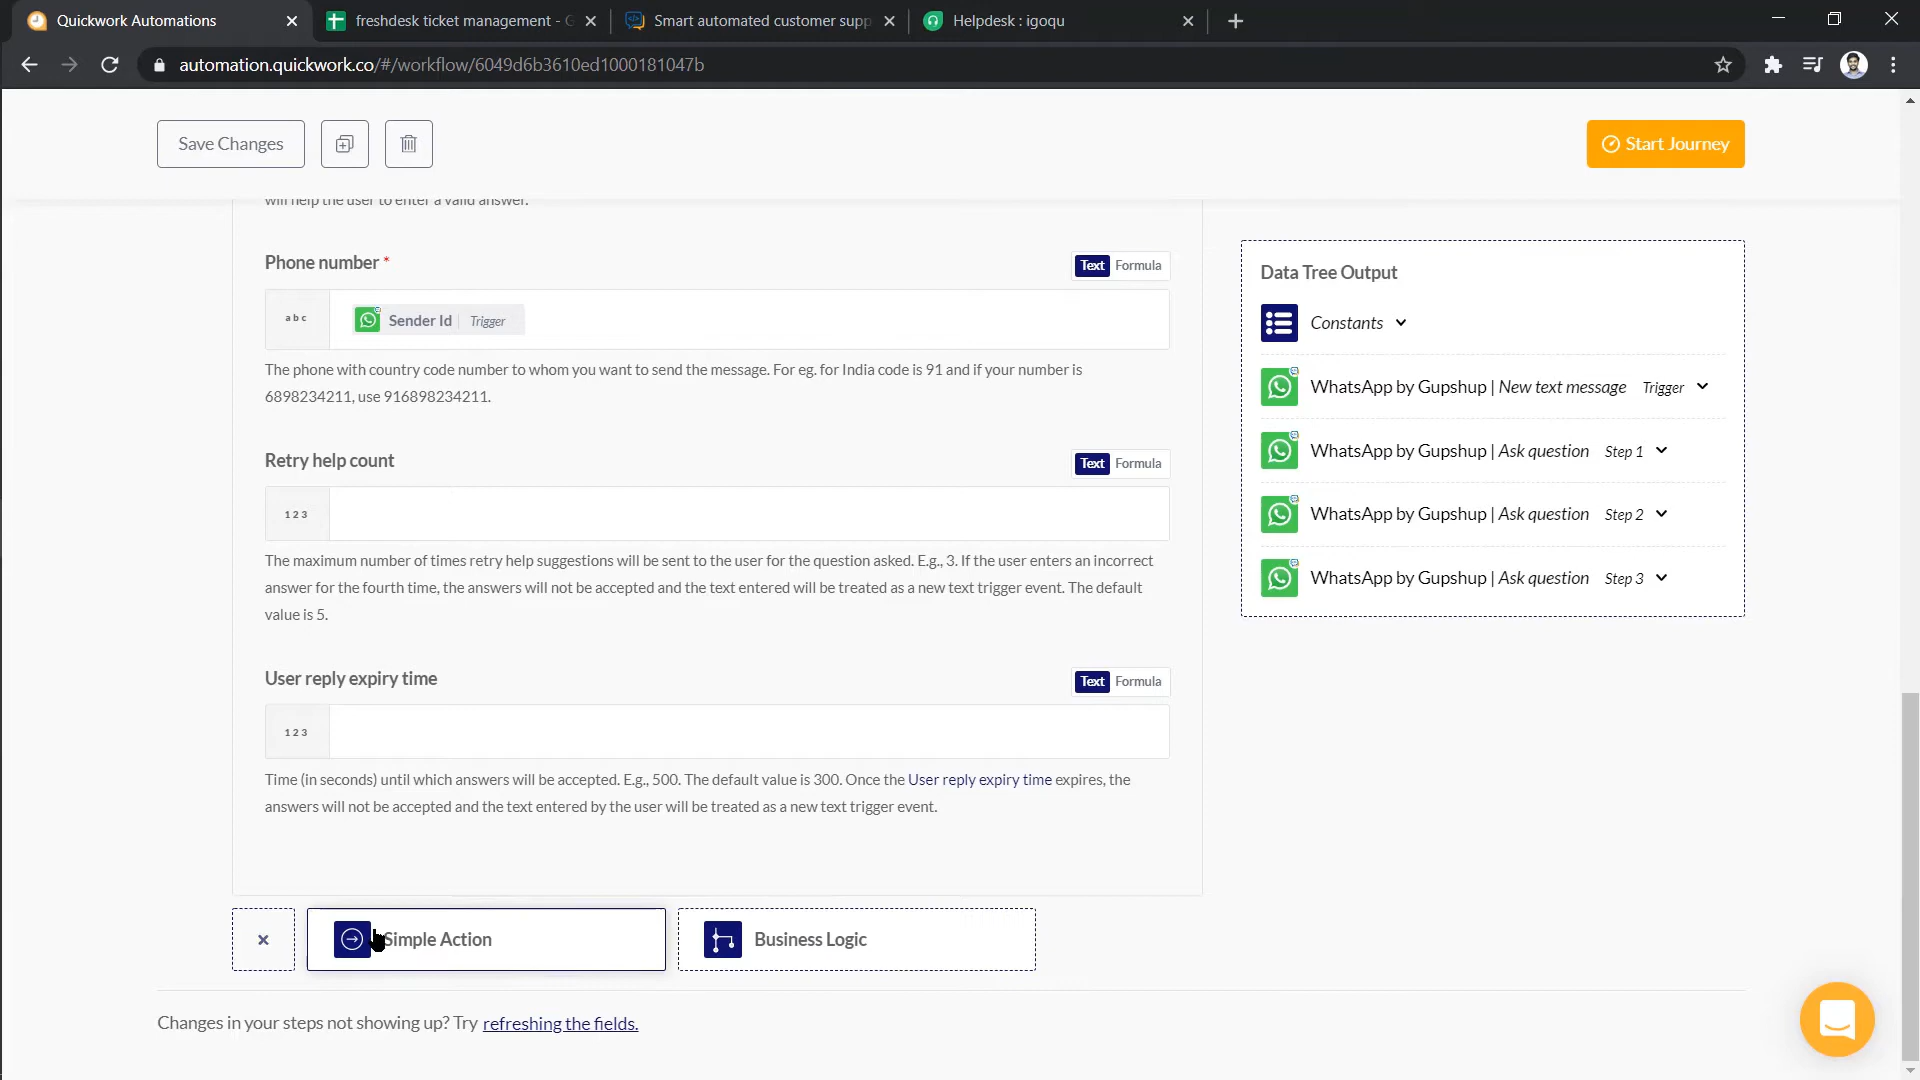 Quickwork Automations
freshdesk ticket management - G
Smart automated customer supp
Helpdesk : igoqu
automation.quickwork.co/#/workflow/6049d6b3610ed1000181047b
Save Changes
Start Journey
will help the user to enter a valid answer.
Phone number *
Text Formula
abc
Sender Id | Trigger
The phone with country code number to whom you want to send the message. For eg. for India code is 91 and if your number is
6898234211, use 916898234211.
Retry help count
Text Formula
123
The maximum number of times retry help suggestions will be sent to the user for the question asked. E.g., 3. If the user enters an incorrect
answer for the fourth time, the answers will not be accepted and the text entered will be treated as a new text trigger event. The default
value is 5.
User reply expiry time
Text Formula
123
Time (in seconds) until which answers will be accepted. E.g., 500. The default value is 300. Once the User reply expiry time expires, the
answers will not be accepted and the text entered by the user will be treated as a new text trigger event.
Simple Action
Business Logic
Changes in your steps not showing up? Try refreshing the fields.
Data Tree Output
Constants
WhatsApp by Gupshup | New text message Trigger
WhatsApp by Gupshup | Ask question Step 1
WhatsApp by Gupshup | Ask question Step 2
WhatsApp by Gupshup | Ask question Step 3